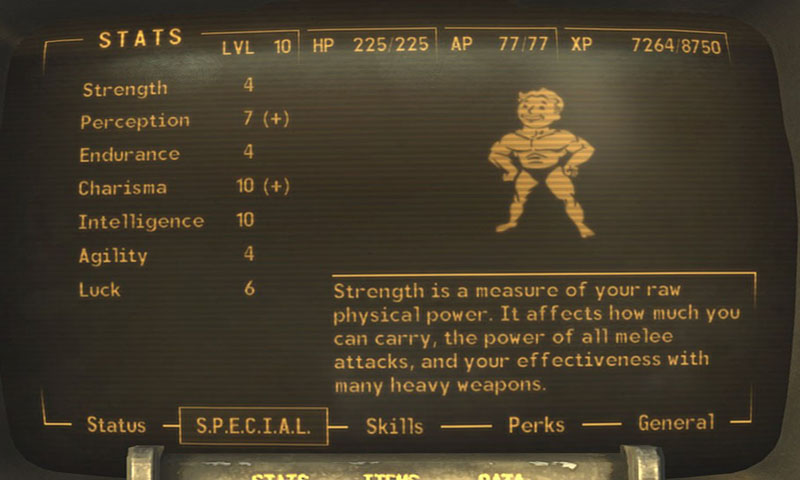 STATS
LVL 10 HP 225/225 AP 77/77 XP 7264/8750
Strength 4
Perception 7 (+)
Endurance 4
Charisma 10 (+)
Intelligence 10
Agility 4
Luck 6
Strength is a measure of your raw
physical power. It affects how much you
can carry, the power of all melee
attacks, and your effectiveness with
many heavy weapons.
Status S.P.E.C.I.A.L. Skills Perks General
STATS ITEMS DATA